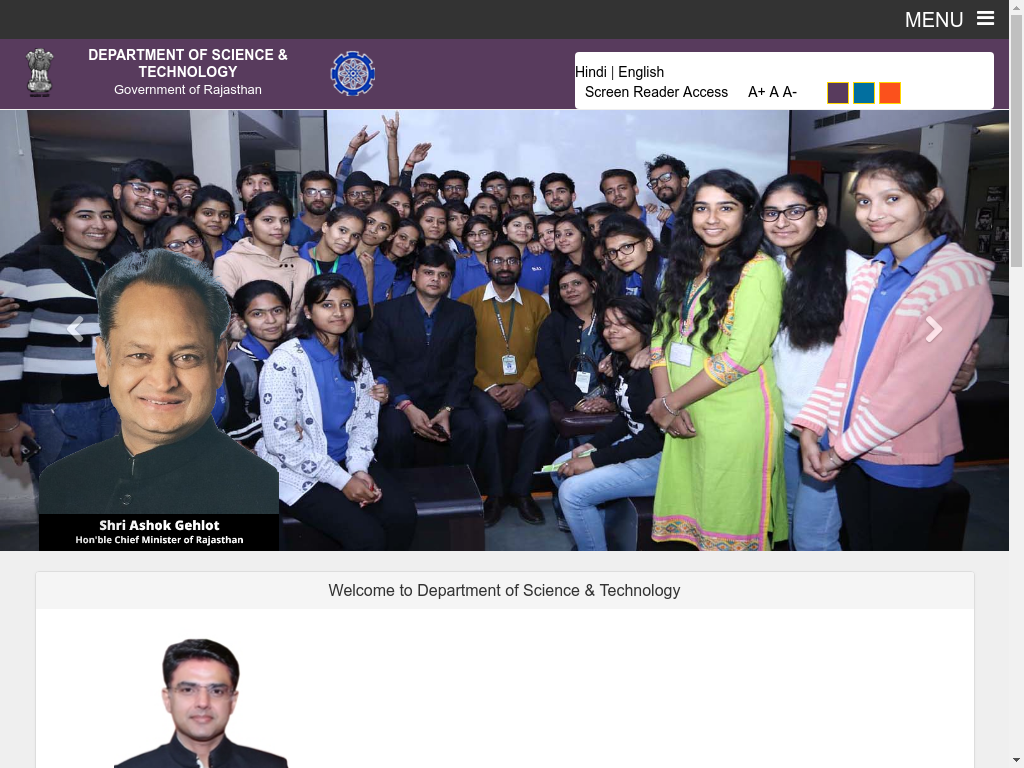 MENU
DEPARTMENT OF SCIENCE &
TECHNOLOGY
Government of Rajasthan
Hindi | English
Screen Reader Access A+ A A-
Shri Ashok Gehlot
Hon'ble Chief Minister of Rajasthan
Welcome to Department of Science & Technology